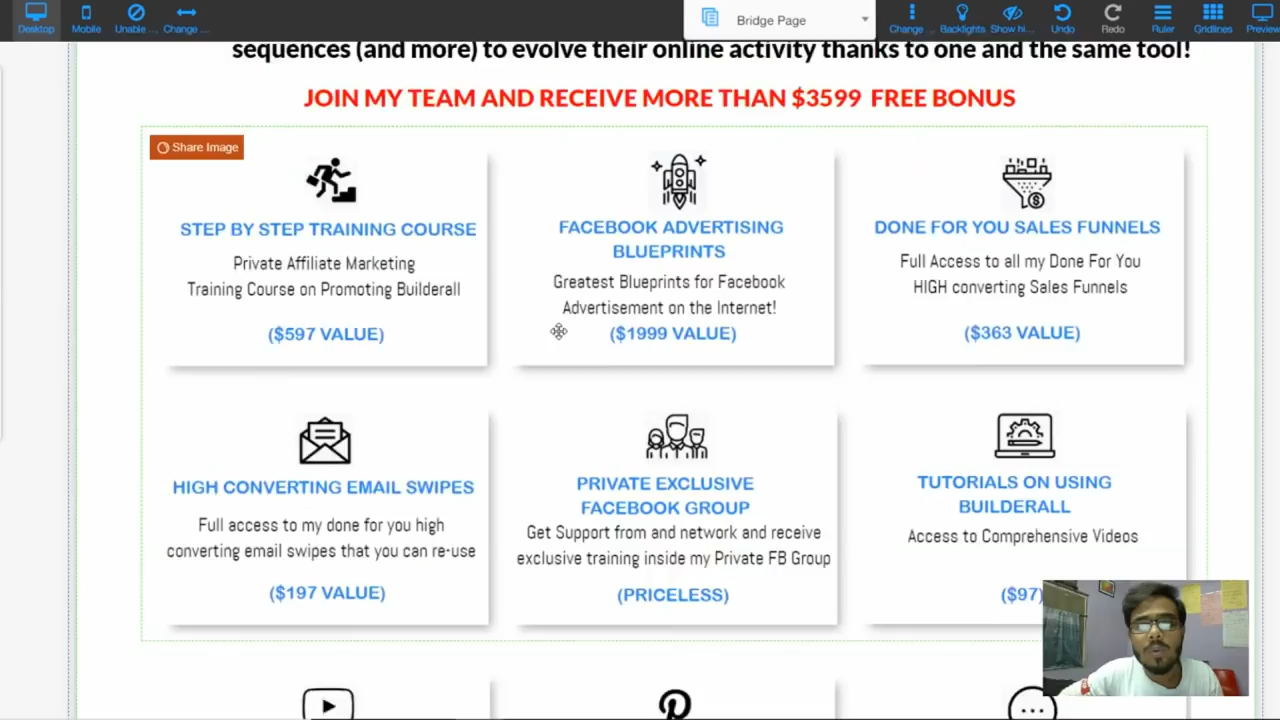 Desktop
Mobile
Unable ...
Change ...
Bridge Page
Change ...
Backlights
Show hi...
Undo
Redo
Ruler
Gridlines
Preview
sequences (and more) to evolve their online activity thanks to one and the same tool!
JOIN MY TEAM AND RECEIVE MORE THAN $3599 FREE BONUS
Share Image
STEP BY STEP TRAINING COURSE
Private Affiliate Marketing
Training Course on Promoting Builderall
($597 VALUE)
FACEBOOK ADVERTISING
BLUEPRINTS
Greatest Blueprints for Facebook
Advertisement on the Internet!
($1999 VALUE)
DONE FOR YOU SALES FUNNELS
Full Access to all my Done For You
HIGH converting Sales Funnels
($363 VALUE)
HIGH CONVERTING EMAIL SWIPES
Full access to my done for you high
converting email swipes that you can re-use
($197 VALUE)
PRIVATE EXCLUSIVE
FACEBOOK GROUP
Get Support from and network and receive
exclusive training inside my Private FB Group
(PRICELESS)
TUTORIALS ON USING
BUILDERALL
Access to Comprehensive Videos
($97)